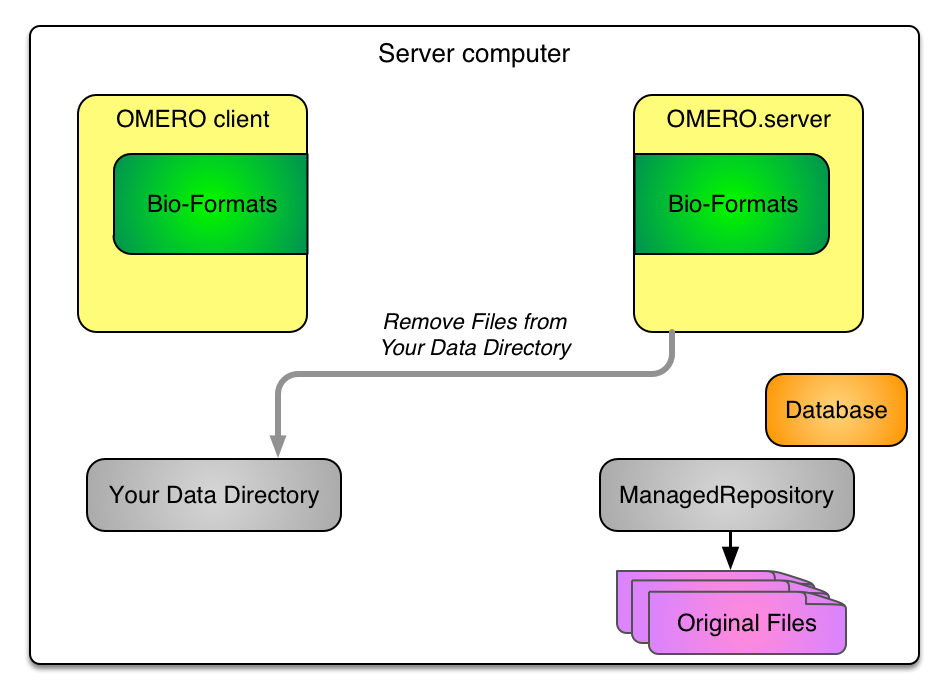 Server computer
OMERO client
OMERO.server
Bio-Formats
Bio-Formats
Remove Files from
Your Data Directory
Database
Your Data Directory
ManagedRepository
Original Files